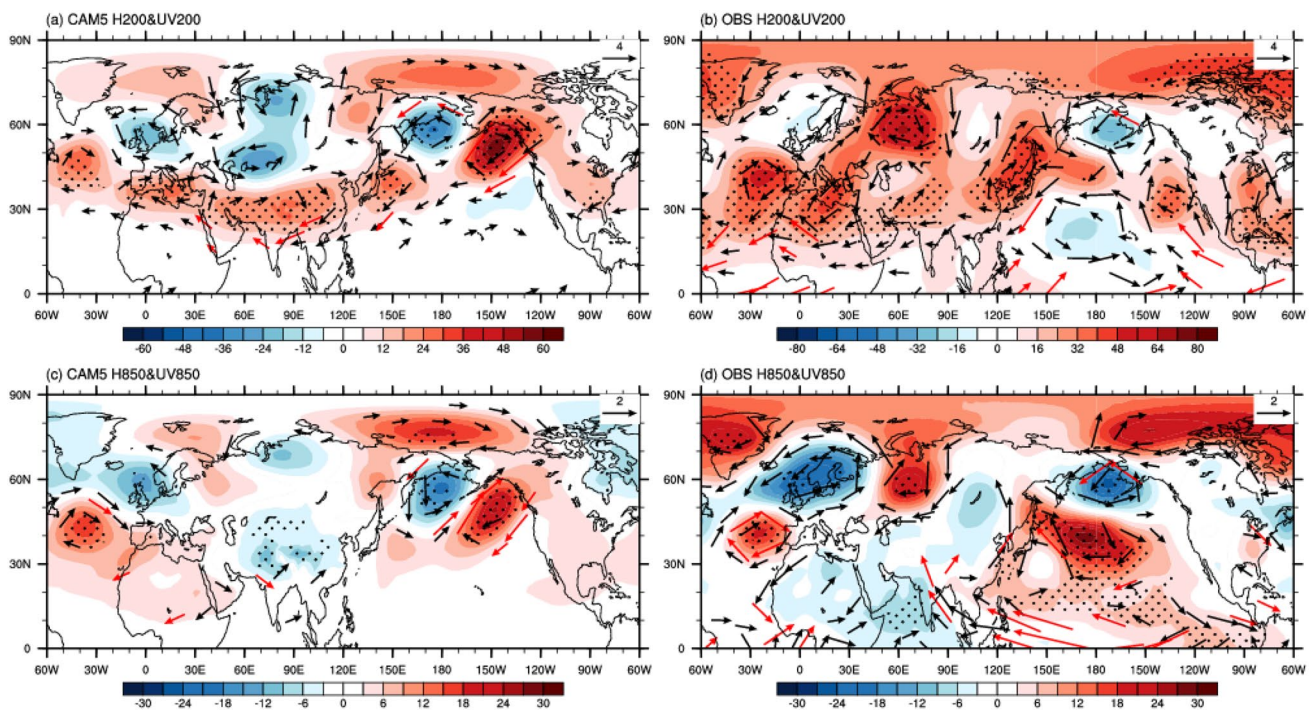 (a) CAM5 H200&UV200
(b) OBS H200&UV200
90N 4 90N 4
60N 60N
30N 30N
0 0
60W 30W 0 30E 60E 90E 120E 150E 180 150W 120W 90W 60W
60W 30W 0 30E 60E 90E 120E 150E 180 150W 120W 90W 60W
-60 -48 -36 -24 -12 0 12 24 36 48 60
-80 -64 -48 -32 -16 0 16 32 48 64 80
(c) CAM5 H850&UV850
(d) OBS H850&UV850
90N 2 90N 2
60N 60N
30N 30N
0 0
60W 30W 0 30E 60E 90E 120E 150E 180 150W 120W 90W 60W
60W 30W 0 30E 60E 90E 120E 150E 180 150W 120W 90W 60W
-30 -24 -18 -12 -6 0 6 12 18 24 30
-30 -24 -18 -12 -6 0 6 12 18 24 30